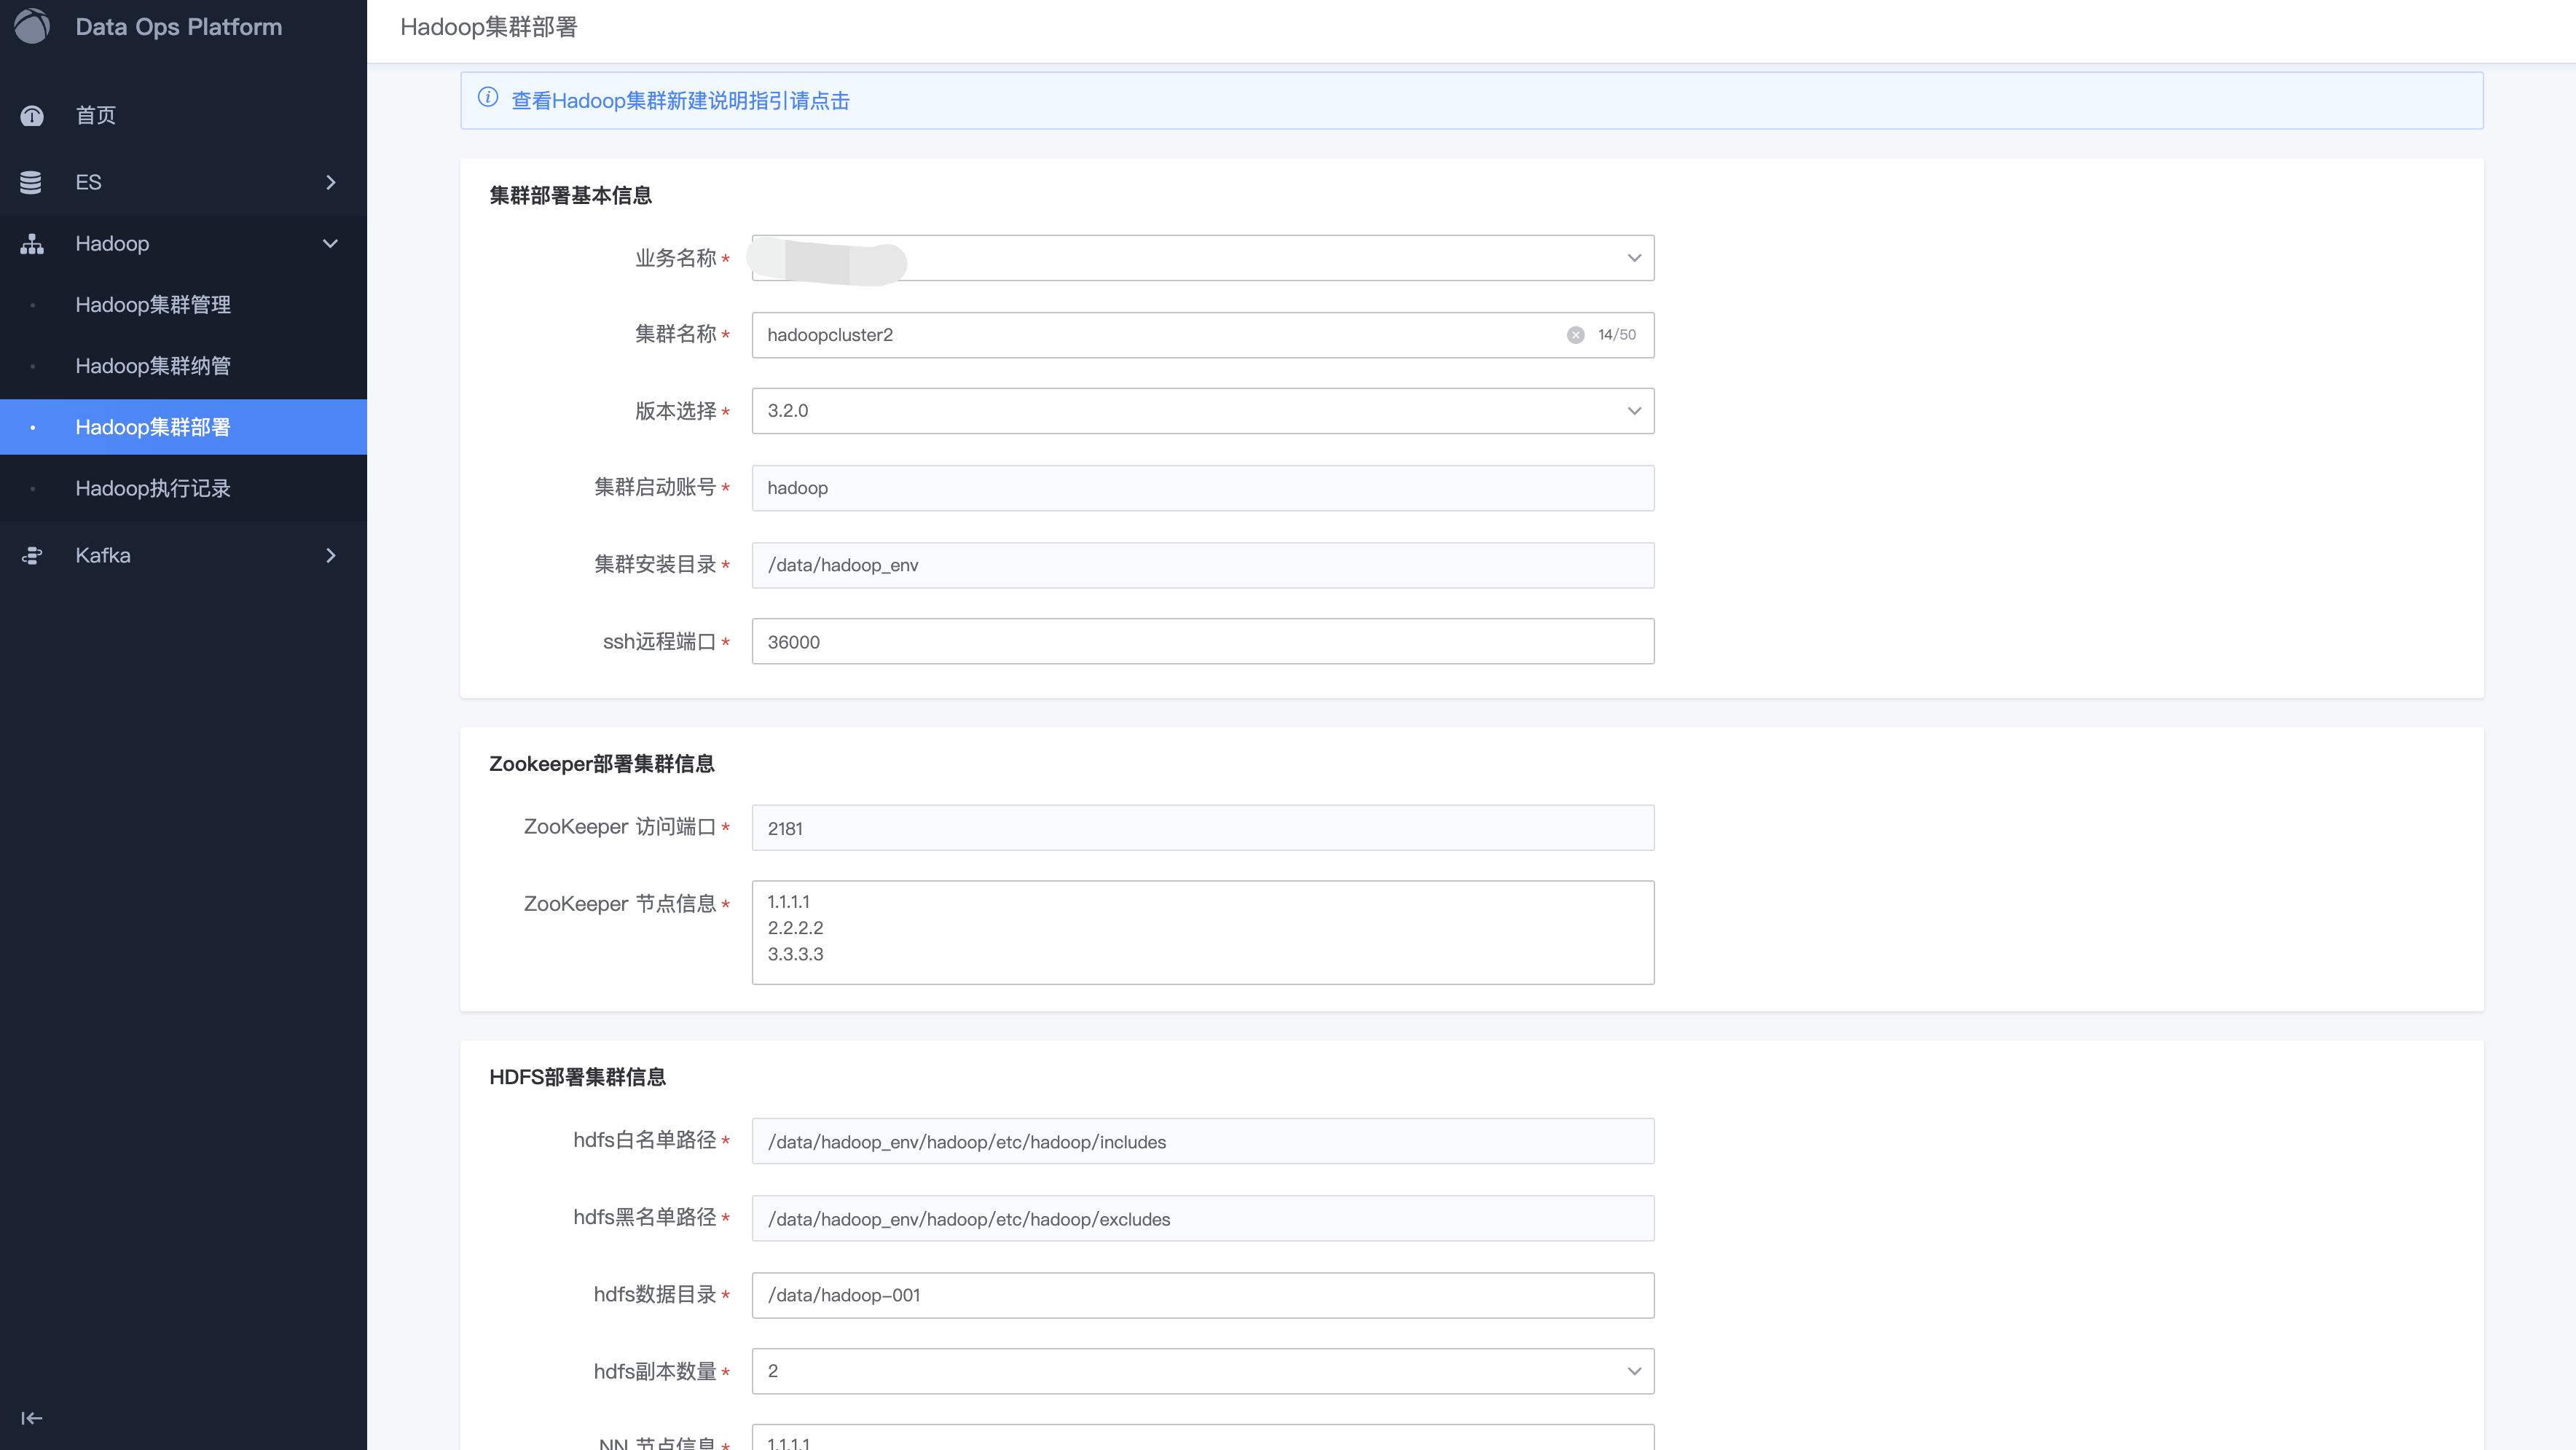 Data Ops Platform
首页
ES
Hadoop
Hadoop集群管理
Hadoop集群纳管
Hadoop集群部署
Hadoop执行记录
Kafka
Hadoop集群部署
查看Hadoop集群新建说明指引请点击
集群部署基本信息
业务名称 *
集群名称 * hadoopcluster2 14/50
版本选择 * 3.2.0
集群启动账号 * hadoop
集群安装目录 * /data/hadoop_env
ssh远程端口 * 36000
Zookeeper部署集群信息
ZooKeeper 访问端口 * 2181
ZooKeeper 节点信息 * 1.1.1.1
2.2.2.2
3.3.3.3
HDFS部署集群信息
hdfs白名单路径 * /data/hadoop_env/hadoop/etc/hadoop/includes
hdfs黑名单路径 * /data/hadoop_env/hadoop/etc/hadoop/excludes
hdfs数据目录 * /data/hadoop-001
hdfs副本数量 * 2
NN 节点信息 * 1.1.1.1